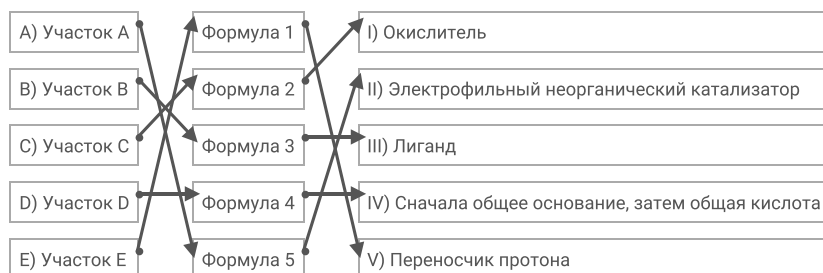 A) Участок A Формула 1 I) Окислитель
B) Участок B Формула 2 II) Электрофильный неорганический катализатор
C) Участок C Формула 3 III) Лиганд
D) Участок D Формула 4 IV) Сначала общее основание, затем общая кислота
E) Участок E Формула 5 V) Переносчик протона